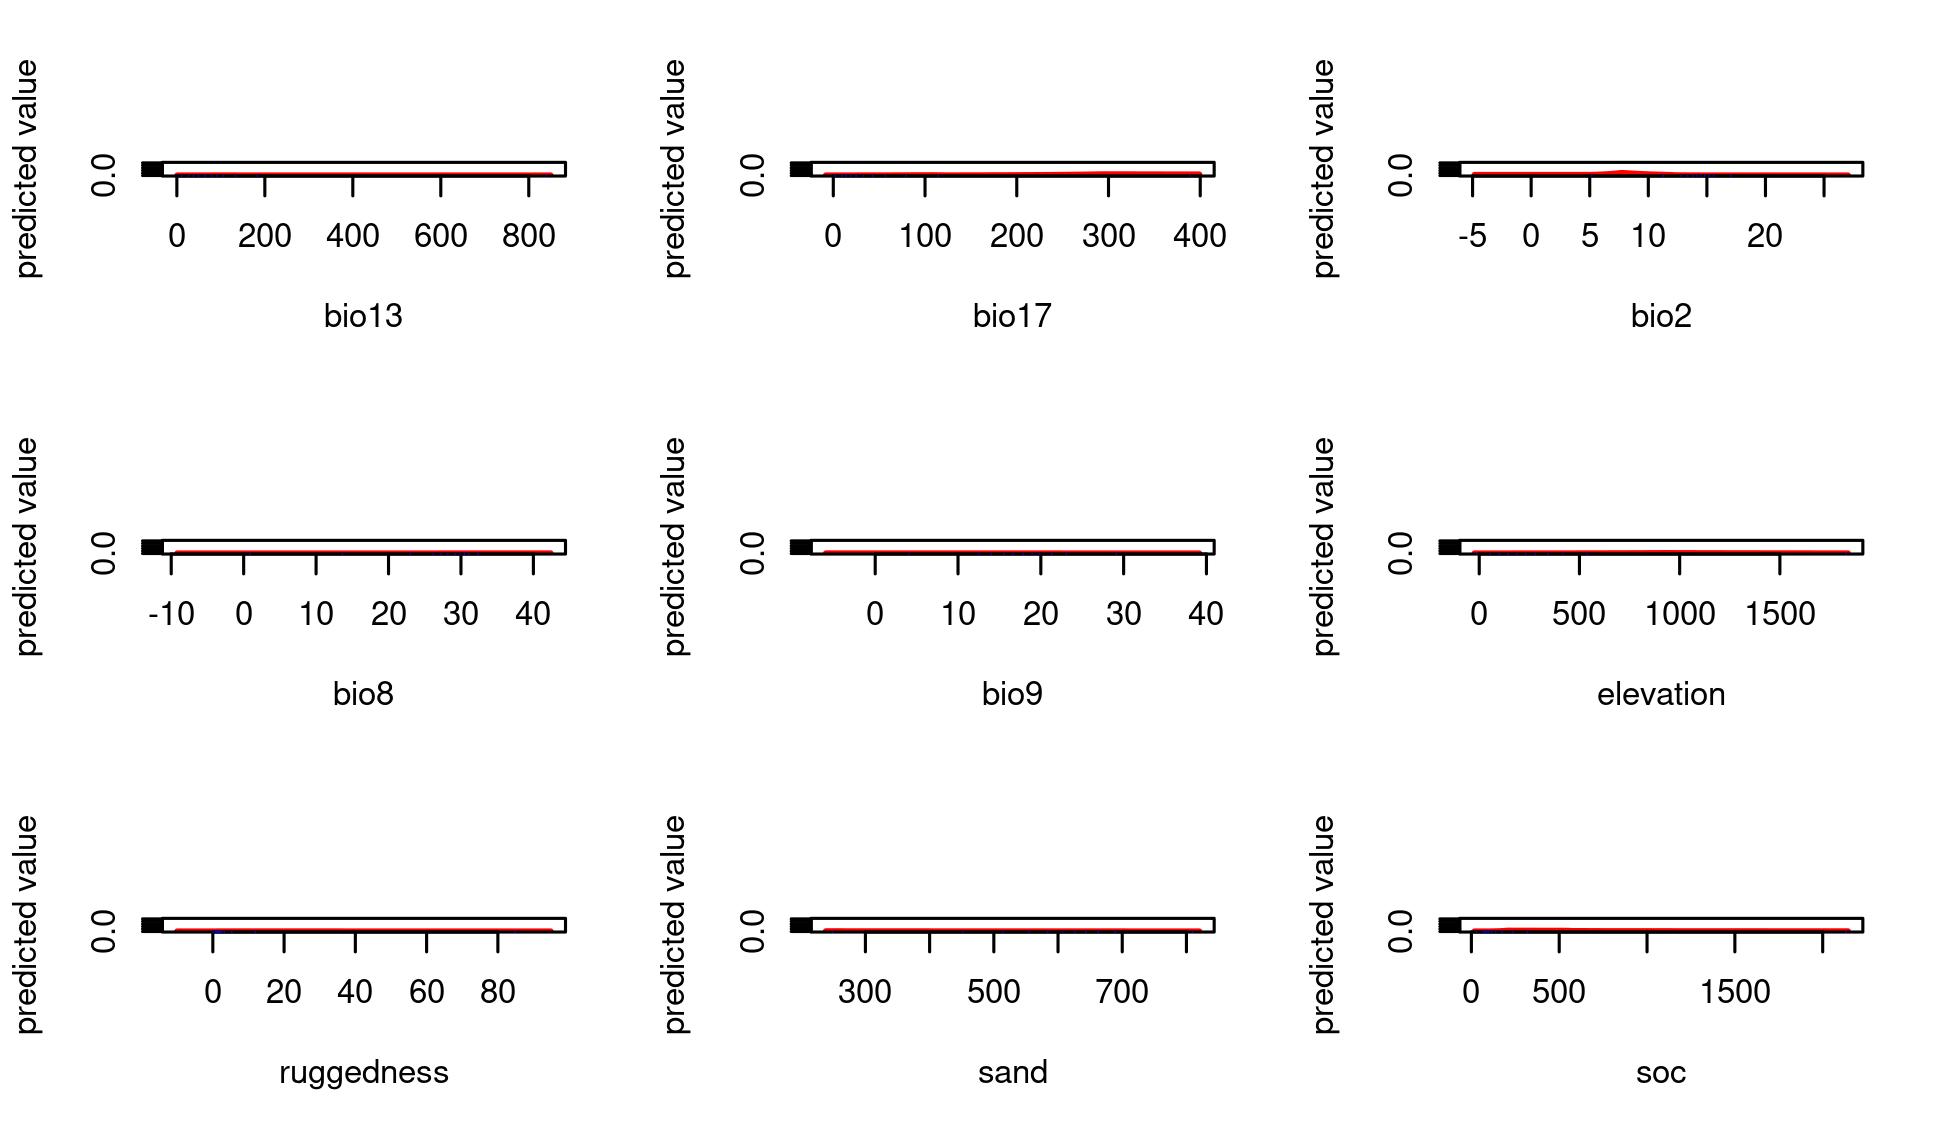 predicted value
0.0
0 200 400 600 800
bio13
predicted value
0.0
0 100 200 300 400
bio17
predicted value
0.0
-5 0 5 10 20
bio2
predicted value
0.0
-10 0 10 20 30 40
bio8
predicted value
0.0
0 10 20 30 40
bio9
predicted value
0.0
0 500 1000 1500
elevation
predicted value
0.0
0 20 40 60 80
ruggedness
predicted value
0.0
300 500 700
sand
predicted value
0.0
0 500 1500
soc